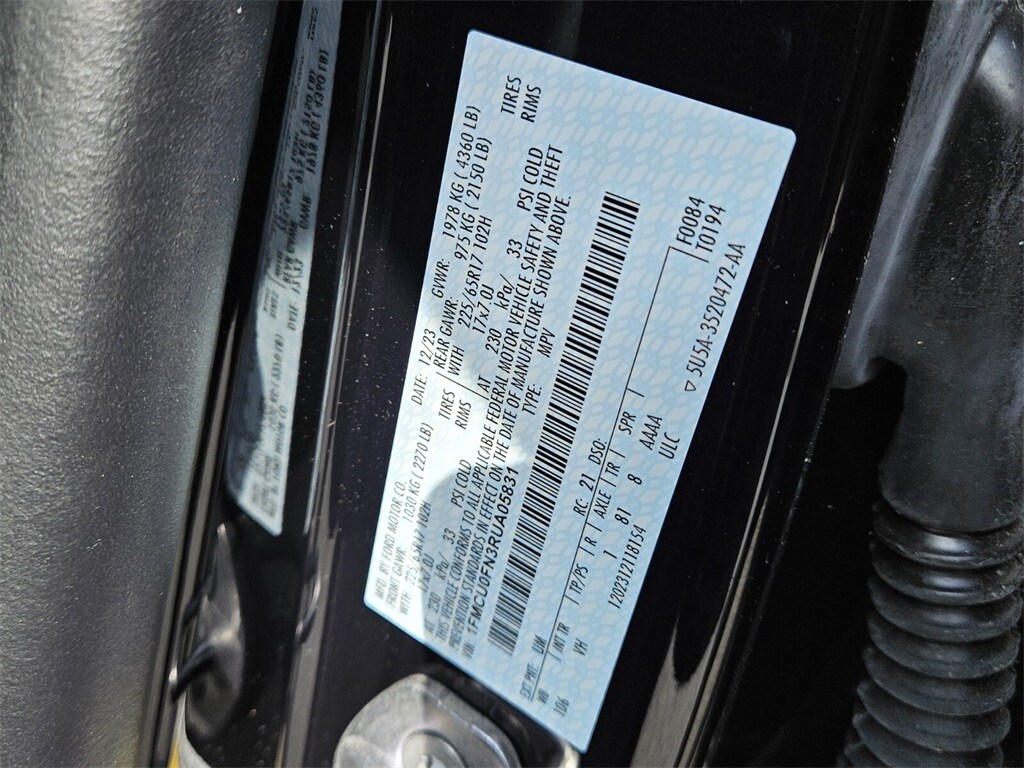 MFD. BY FORD MOTOR CO.
DATE: 12/23
GVWR: 1978 KG ( 4360 LB)
FRONT GAWR: 1030 KG ( 2270 LB)
REAR GAWR: 975 KG ( 2150 LB)
WITH 225/65R17 102H TIRES
WITH 225/65R17 102H TIRES
17x7.0J RIMS
17x7.0J RIMS
AT 230 kPa/ 33 PSI COLD
AT 230 kPa/ 33 PSI COLD
THIS VEHICLE CONFORMS TO ALL APPLICABLE FEDERAL MOTOR VEHICLE SAFETY AND THEFT
PREVENTION STANDARDS IN EFFECT ON THE DATE OF MANUFACTURE SHOWN ABOVE.
VIN: 1FMCU0FN3RUA05831
TYPE: MPV
EXT PNT: UM RC: 21 DSO: F0084
WB INT TR TP/PS R AXLE TR SPR T0194
106 VH 1 81 8 AAAA
1202312118154 ULC
▽ 5U5A-3520472-AA